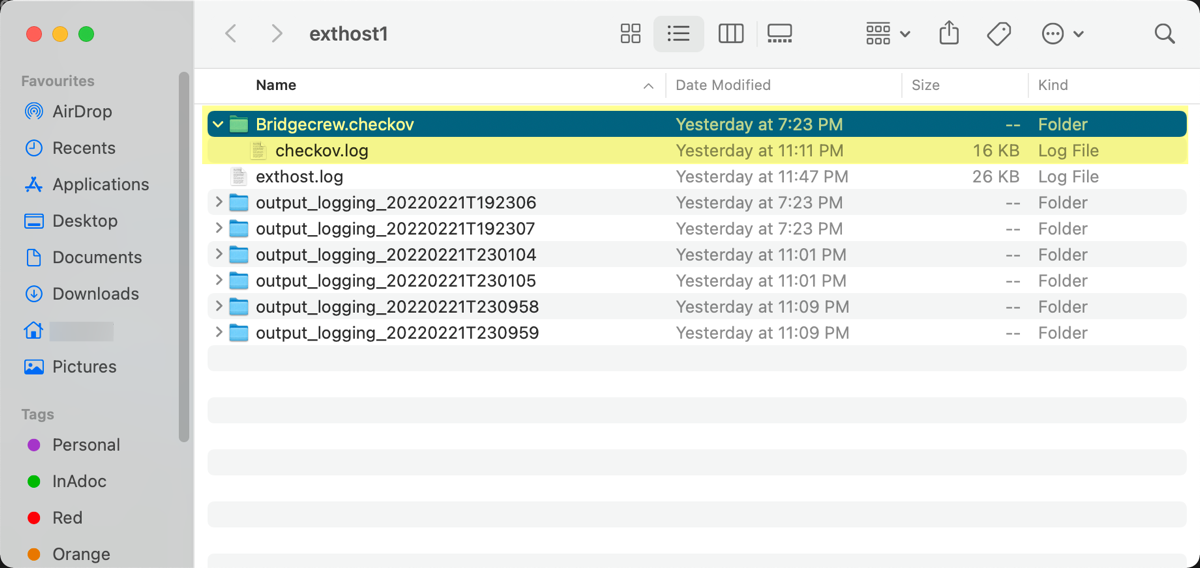 exthost1
Favourites
AirDrop
Recents
Applications
Desktop
Documents
Downloads
Pictures
Tags
Personal
InAdoc
Red
Orange
Name Date Modified Size Kind
Bridgecrew.checkov Yesterday at 7:23 PM -- Folder
checkov.log Yesterday at 11:11 PM 16 KB Log File
exthost.log Yesterday at 11:47 PM 26 KB Log File
output_logging_20220221T192306 Yesterday at 7:23 PM -- Folder
output_logging_20220221T192307 Yesterday at 7:23 PM -- Folder
output_logging_20220221T230104 Yesterday at 11:01 PM -- Folder
output_logging_20220221T230105 Yesterday at 11:01 PM -- Folder
output_logging_20220221T230958 Yesterday at 11:09 PM -- Folder
output_logging_20220221T230959 Yesterday at 11:09 PM -- Folder